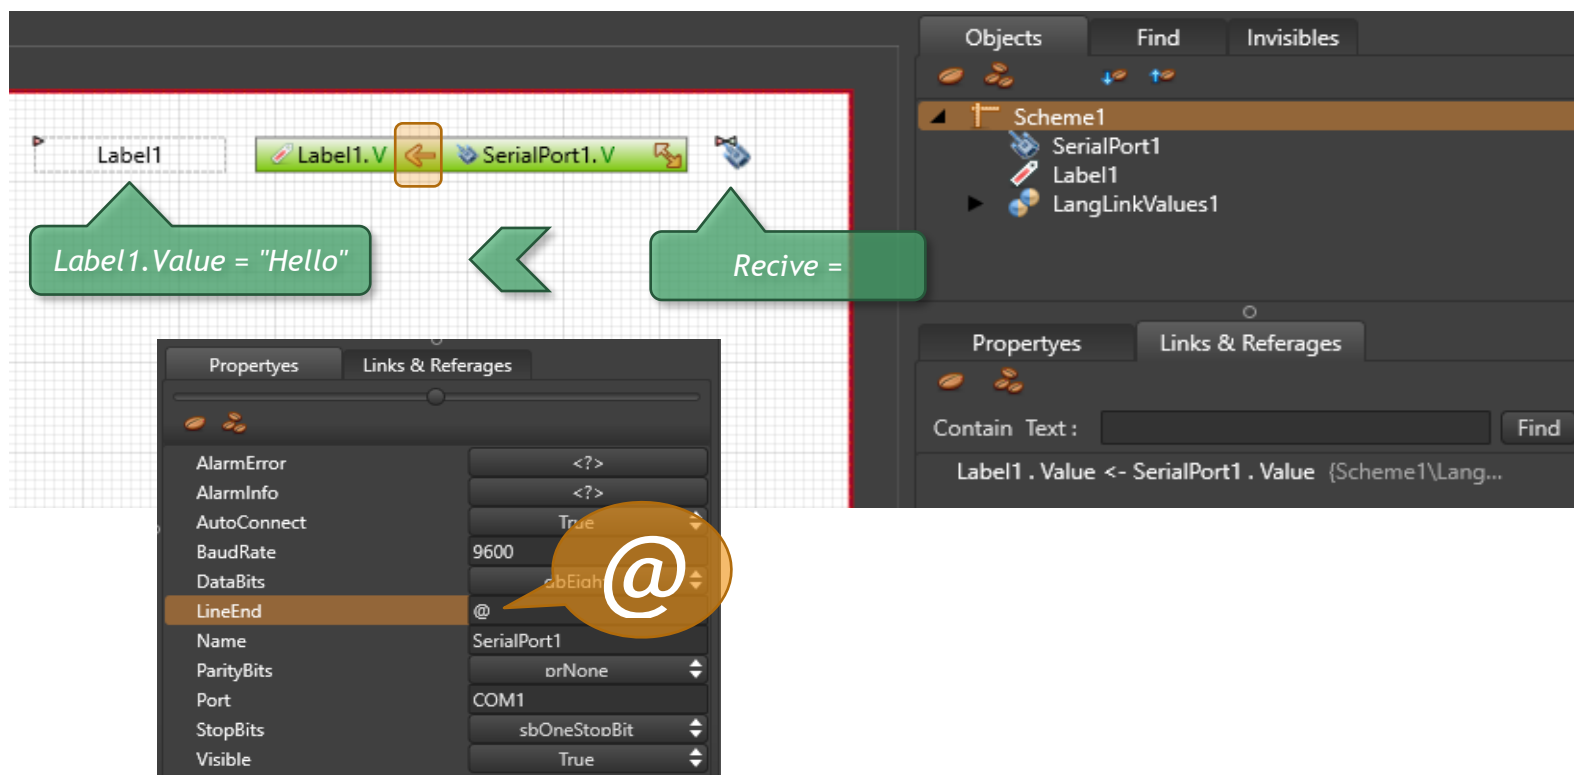 Objects
Find
Invisibles
Scheme1
SerialPort1
Label1
LangLinkValues1
Label1
Label1. V
SerialPort1. V
Label1.Value = "Hello"
Recive =
Propertyes
Links & Referages
Contain Text :
Find
Label1 . Value <- SerialPort1 . Value {Scheme1\Lang...
Propertyes
Links & Referages
AlarmError
<?>
AlarmInfo
<?>
AutoConnect
True
BaudRate
9600
DataBits
LineEnd
@
@
Name
SerialPort1
ParityBits
prNone
Port
COM1
StopBits
sbOneStopBit
Visible
True